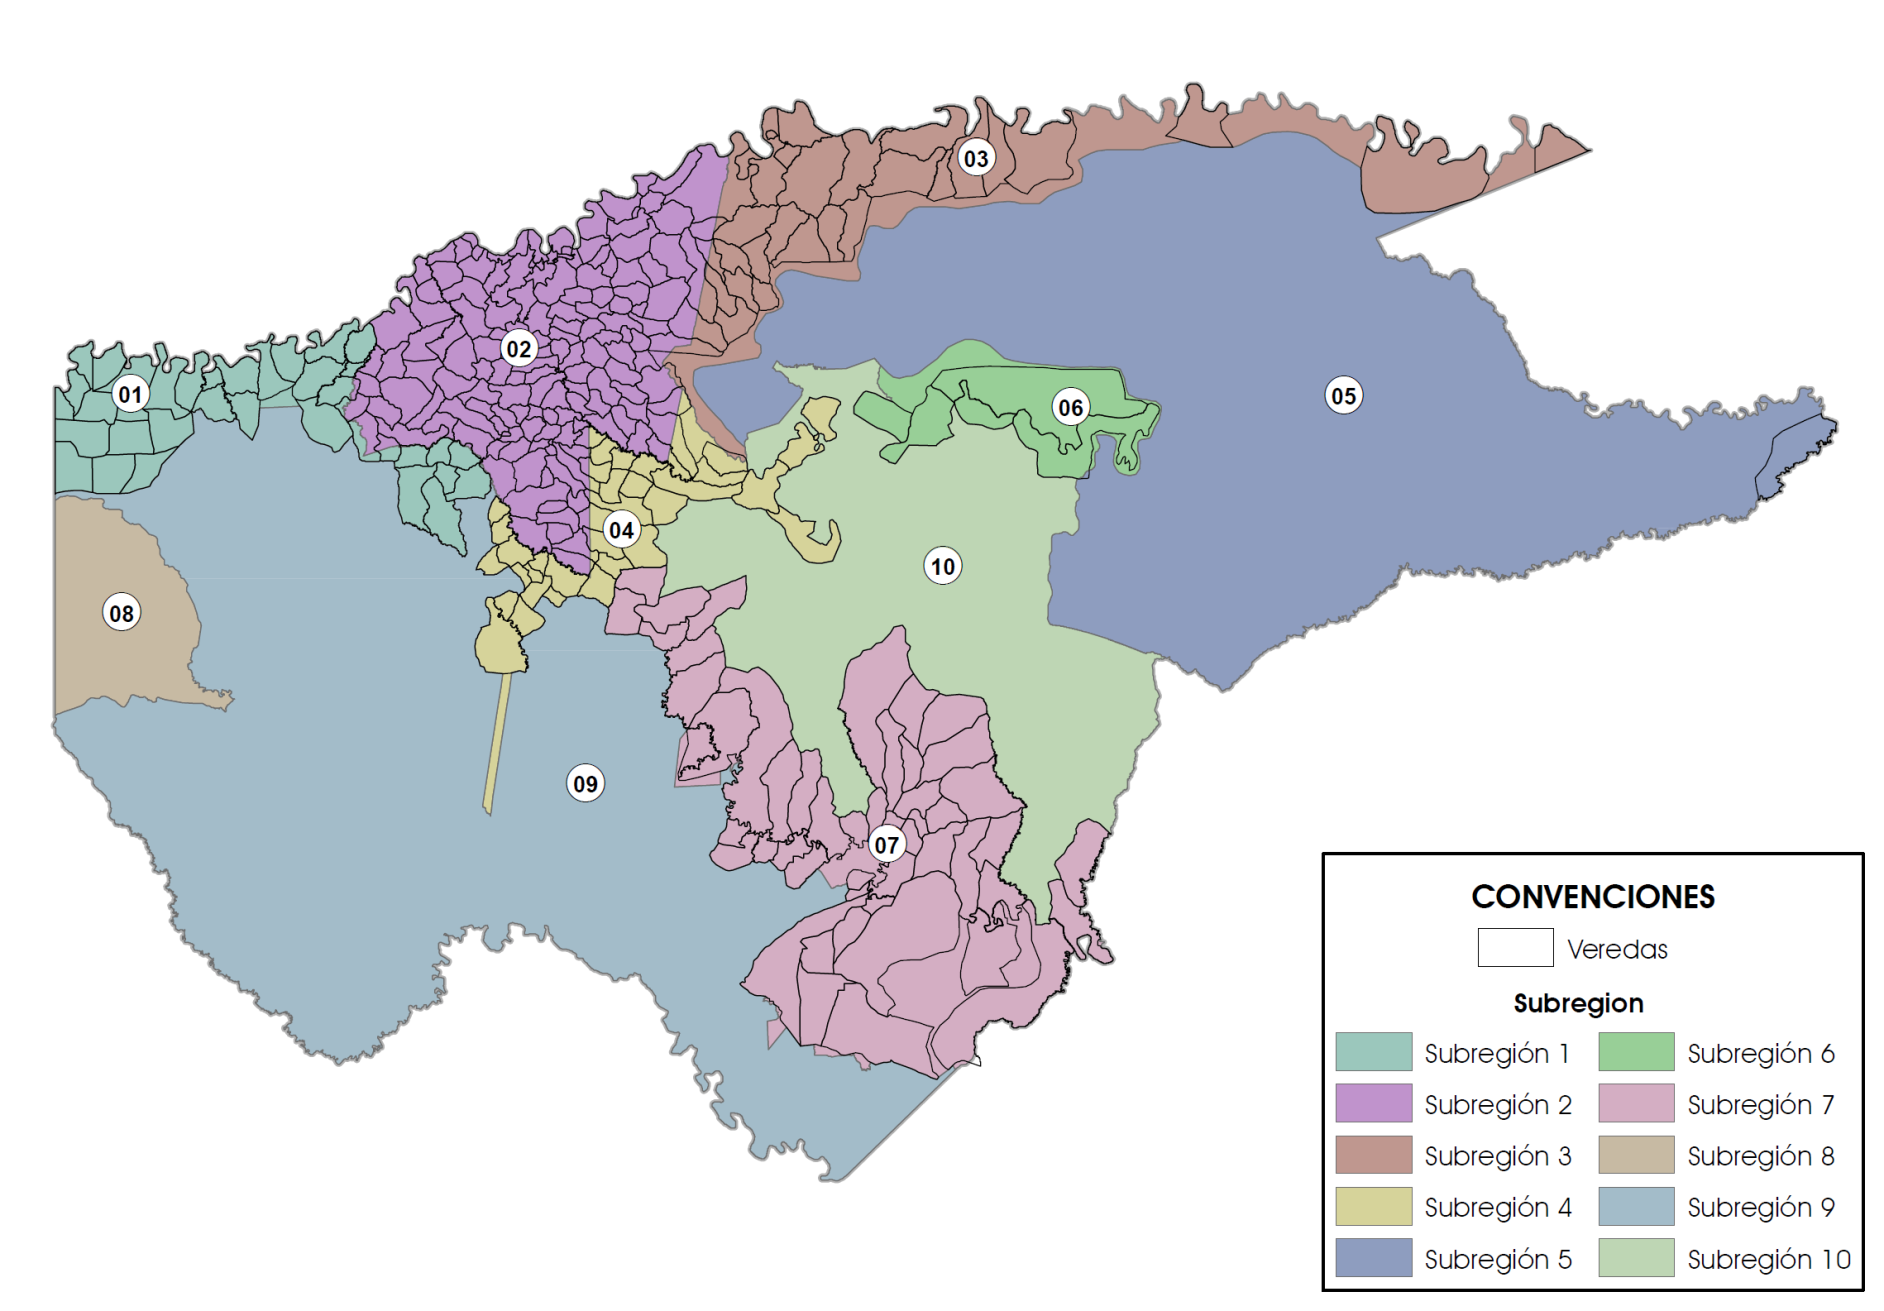 03
02
01
05
06
04
10
08
09
07
CONVENCIONES
Veredas
Subregion
Subregión 1
Subregión 6
Subregión 2
Subregión 7
Subregión 3
Subregión 8
Subregión 4
Subregión 9
Subregión 5
Subregión 10